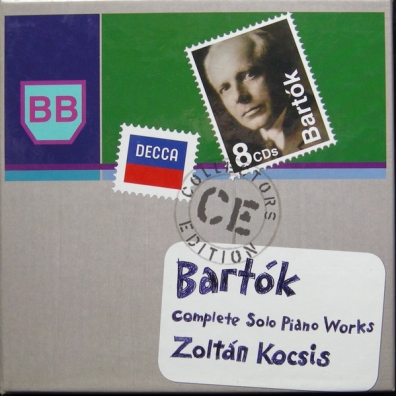 BB
Bartók
8 CDs
DECCA
COLLECTORS
CE
EDITION
Bartók
Complete Solo Piano Works
Zoltán Kocsis